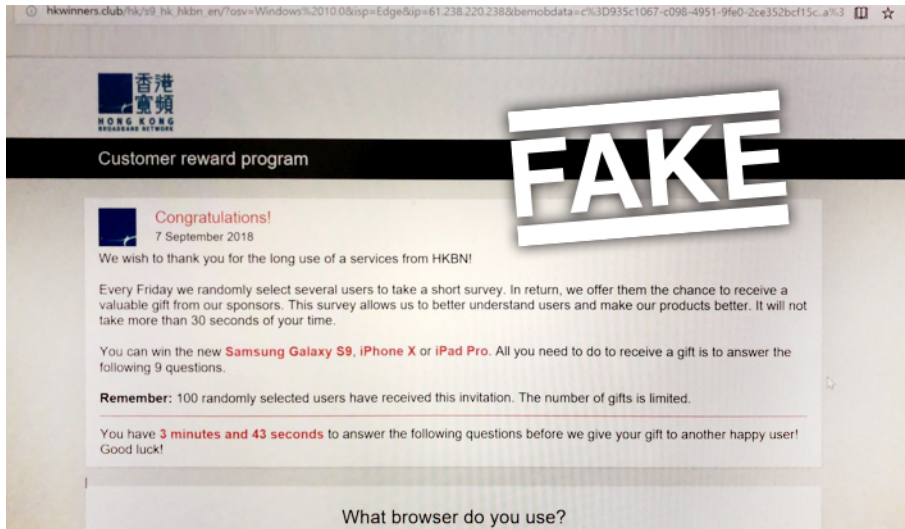 hkwinners.club/hk/s9_hk_hkbn_en/?osv=Windows%2010.0&isp=Edge&ip=61.238.220.238&bemobdata=c%3D935c1067-c098-4951-9fe0-2ce352bcf15c..a%3
香港
寬頻
HONG KONG
BROADBAND NETWORK
FAKE
Customer reward program
Congratulations!
7 September 2018
We wish to thank you for the long use of a services from HKBN!
Every Friday we randomly select several users to take a short survey. In return, we offer them the chance to receive a
valuable gift from our sponsors. This survey allows us to better understand users and make our products better. It will not
take more than 30 seconds of your time.
You can win the new Samsung Galaxy S9, iPhone X or iPad Pro. All you need to do to receive a gift is to answer the
following 9 questions.
Remember: 100 randomly selected users have received this invitation. The number of gifts is limited.
You have 3 minutes and 43 seconds to answer the following questions before we give your gift to another happy user!
Good luck!
What browser do you use?